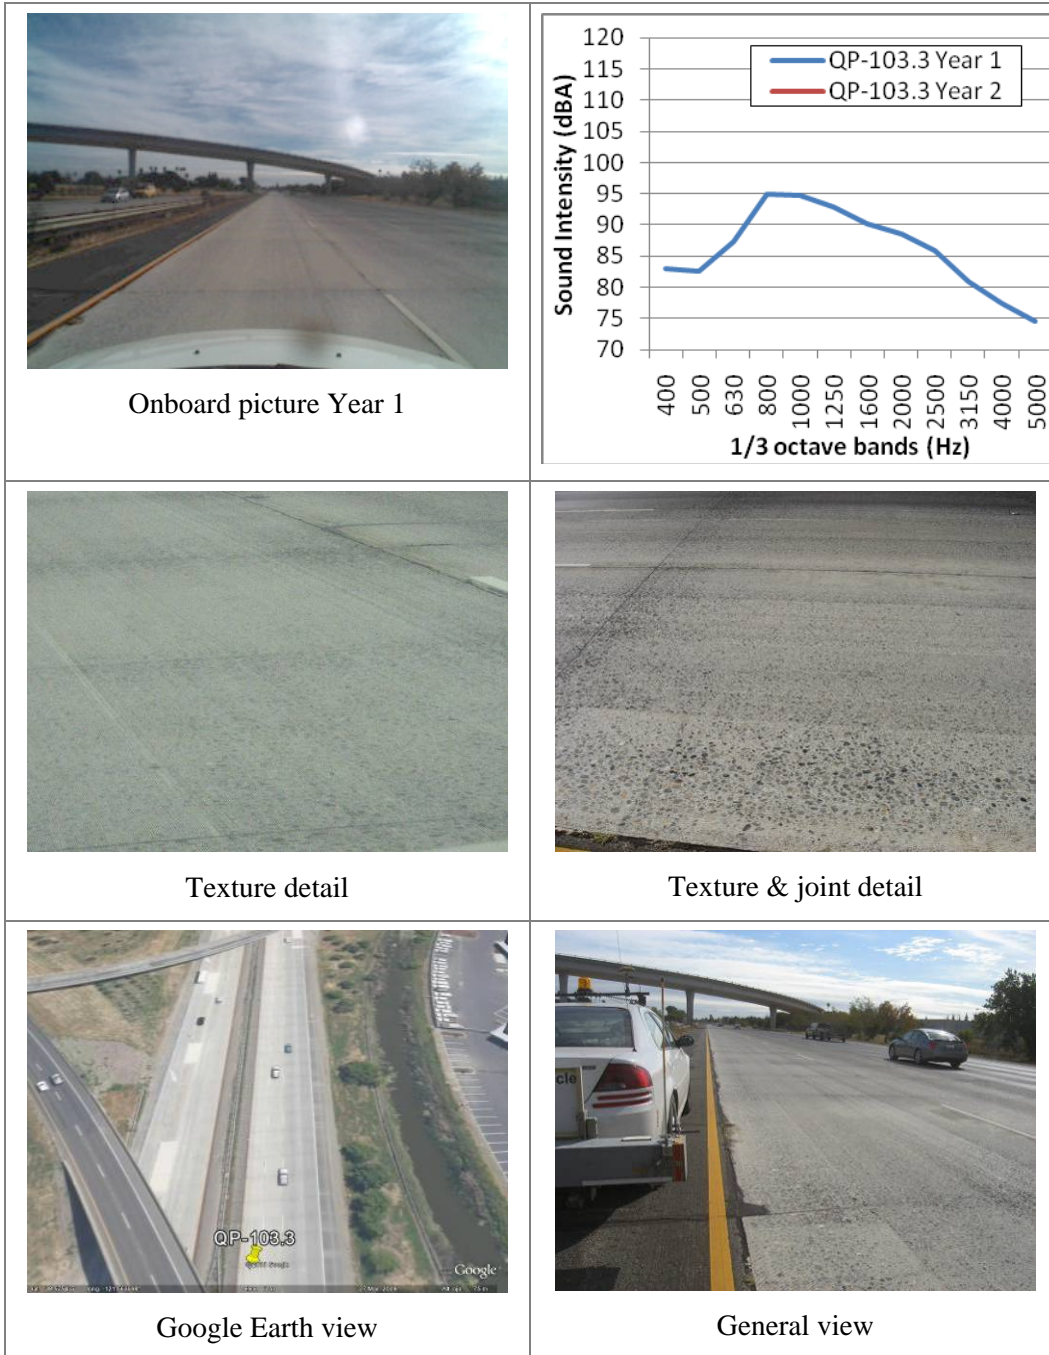 Onboard picture Year 1
120
115
110
105
100
95
90
85
80
75
70
Sound Intensity (dBA)
QP-103.3 Year 1
QP-103.3 Year 2
400
500
630
800
1000
1250
1600
2000
2500
3150
4000
5000
1/3 octave bands (Hz)
Texture detail
Texture & joint detail
QP-103.3
Google
Google Earth view
cle
General view